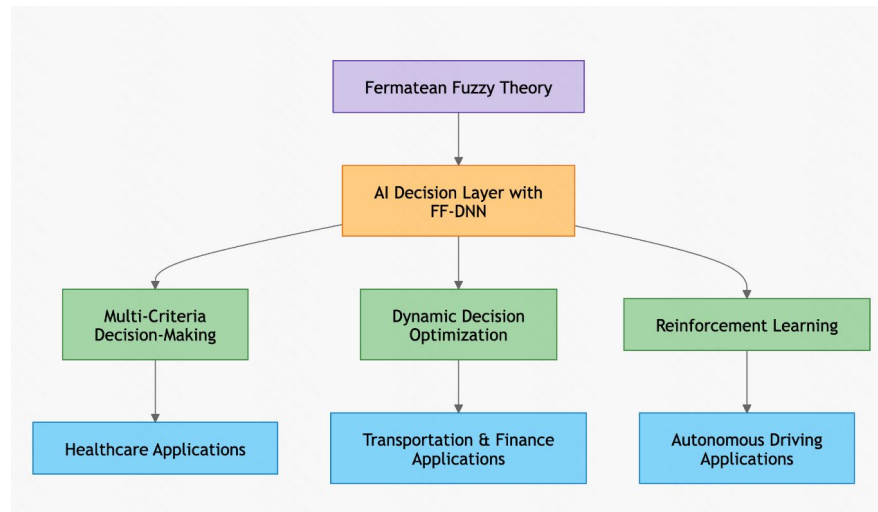 Fermatean Fuzzy Theory
AI Decision Layer with
FF-DNN
Multi-Criteria
Decision-Making
Dynamic Decision
Optimization
Reinforcement Learning
Healthcare Applications
Transportation & Finance
Applications
Autonomous Driving
Applications